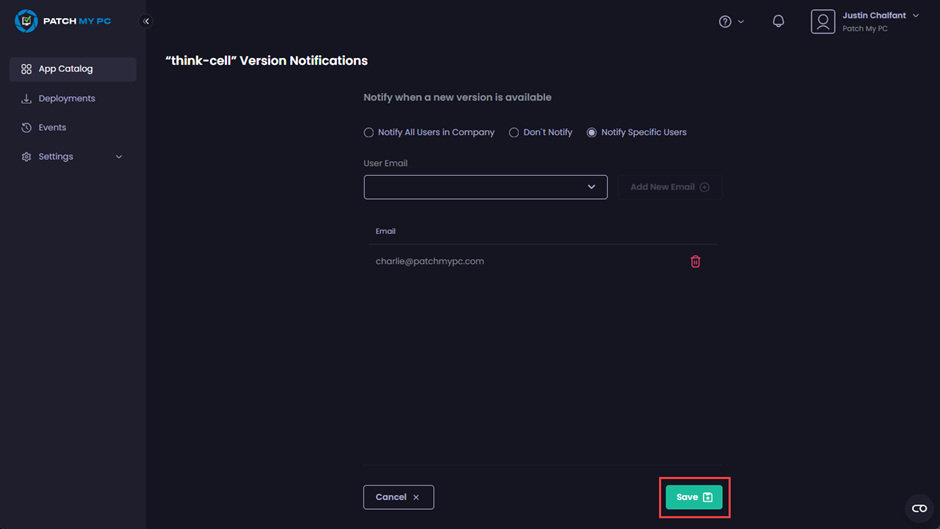 PATCH MY PC
Justin Chalfant
Patch My PC
App Catalog
Deployments
Events
Settings
“think-cell” Version Notifications
Notify when a new version is available
Notify All Users in Company
Don`t Notify
Notify Specific Users
User Email
Add New Email
Email
charlie@patchmypc.com
Cancel
Save